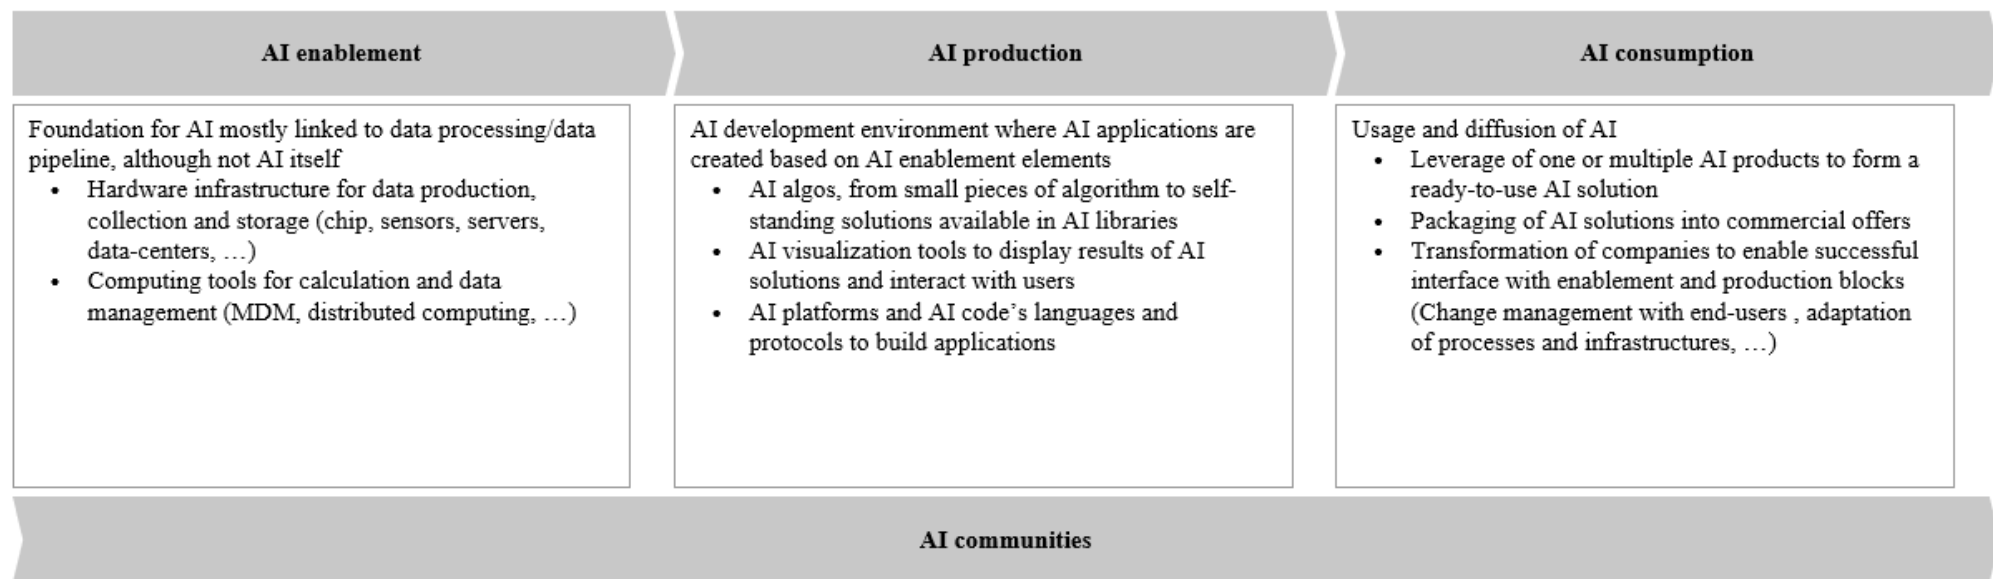 AI enablement
AI production
AI consumption
Foundation for AI mostly linked to data processing/data
pipeline, although not AI itself
• Hardware infrastructure for data production,
collection and storage (chip, sensors, servers,
data-centers, …)
• Computing tools for calculation and data
management (MDM, distributed computing, …)
AI development environment where AI applications are
created based on AI enablement elements
• AI algos, from small pieces of algorithm to self-
standing solutions available in AI libraries
• AI visualization tools to display results of AI
solutions and interact with users
• AI platforms and AI code’s languages and
protocols to build applications
Usage and diffusion of AI
• Leverage of one or multiple AI products to form a
ready-to-use AI solution
• Packaging of AI solutions into commercial offers
• Transformation of companies to enable successful
interface with enablement and production blocks
(Change management with end-users , adaptation
of processes and infrastructures, …)
AI communities